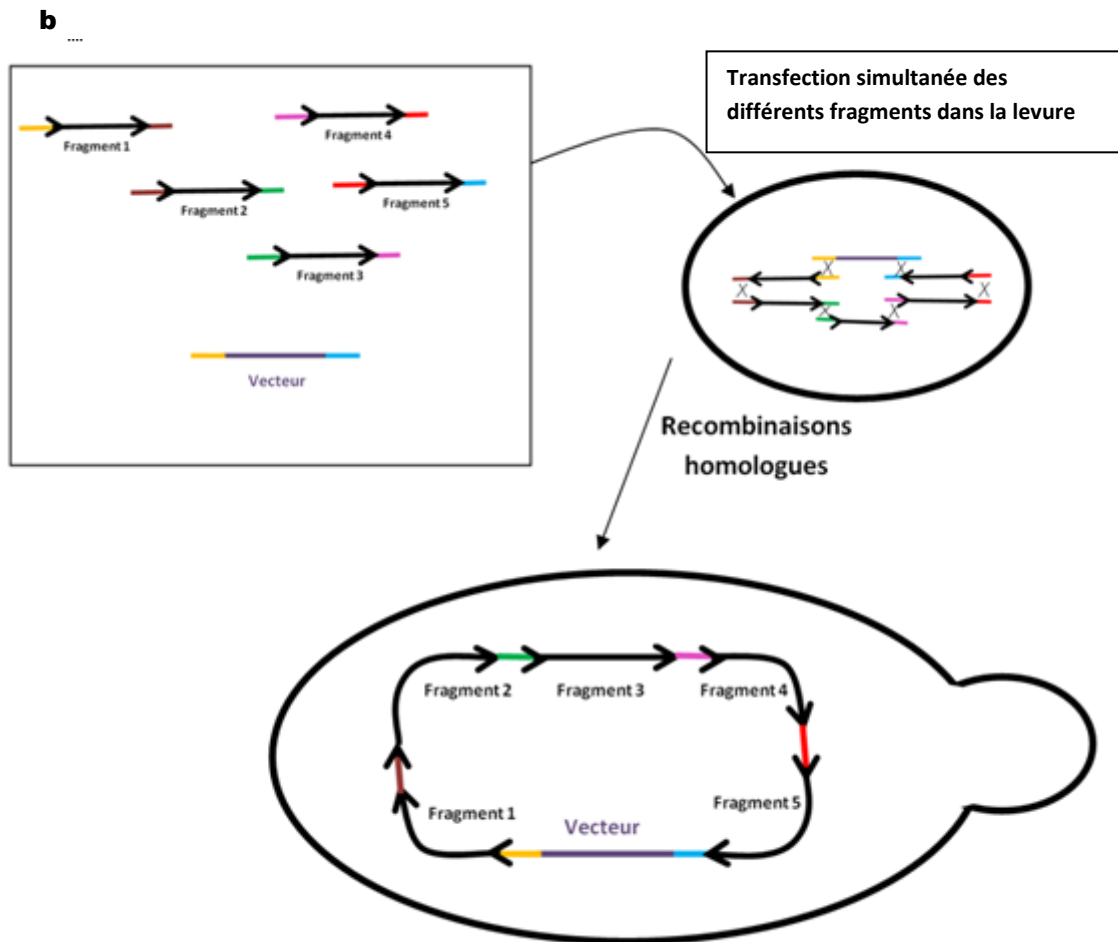 b
Transfection simultanée des
différents fragments dans la levure
Fragment 1
Fragment 4
Fragment 2
Fragment 5
Fragment 3
Vecteur
X
X
X
X
X
X
Recombinaisons
homologues
Fragment 2
Fragment 3
Fragment 4
Fragment 1
Fragment 5
Vecteur